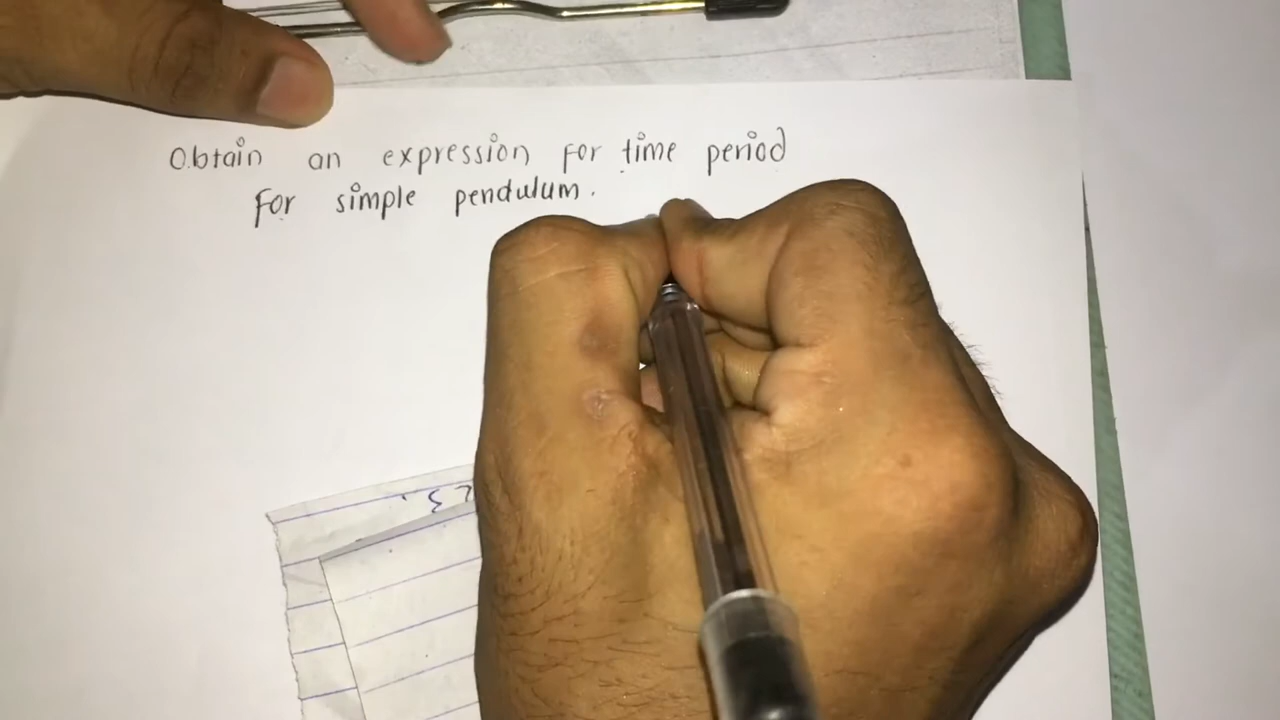 Obtain an expression for time period
for simple pendulum.